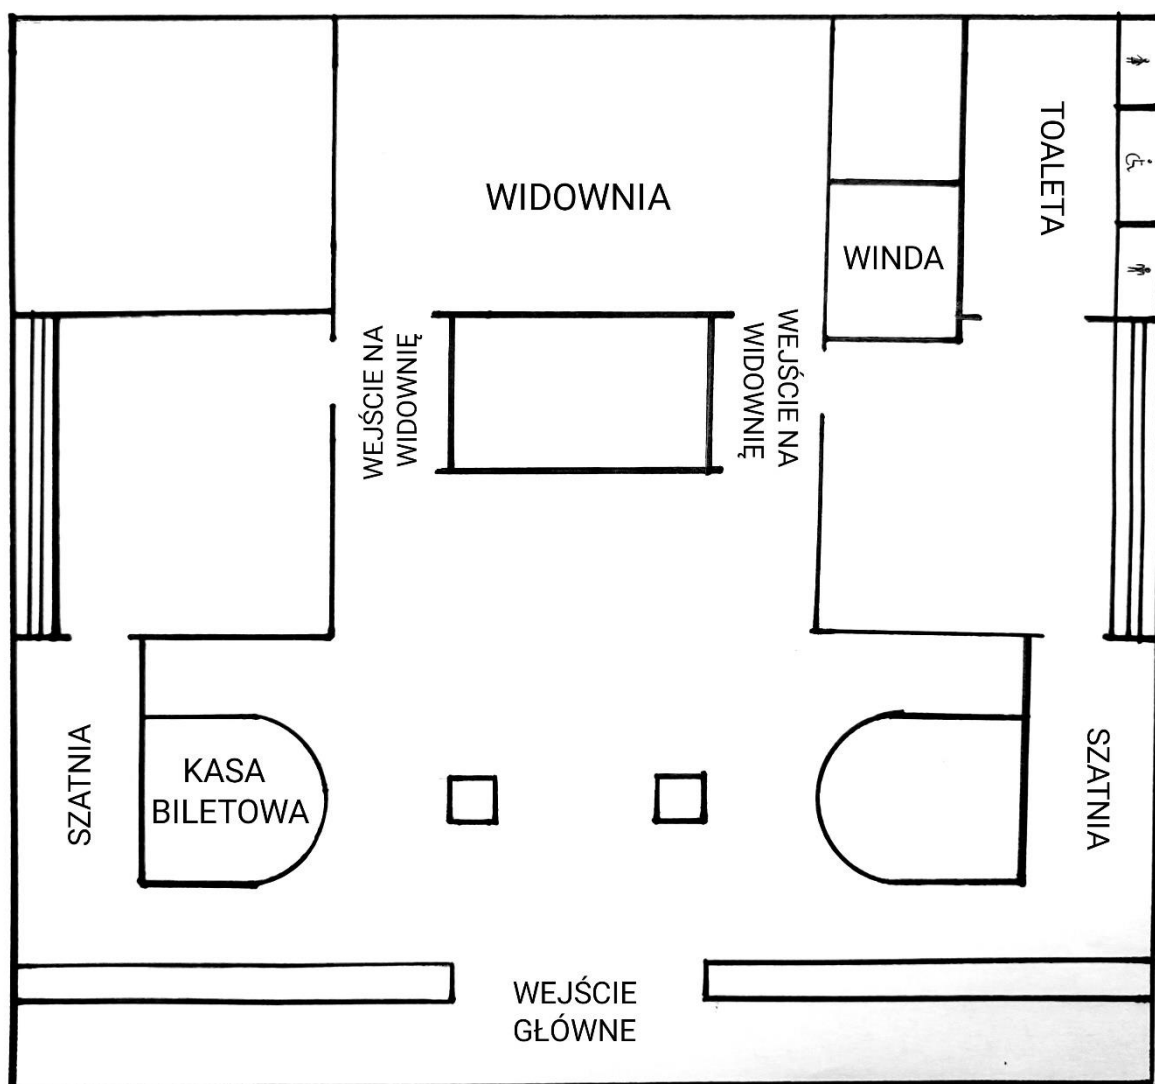 WIDOWNIA
WINDA
TOALETA
WEJŚCIE NA
WIDOWNIĘ
WEJŚCIE NA
WIDOWNIĘ
SZATNIA
KASA
BILETOWA
SZATNIA
WEJŚCIE
GŁÓWNE